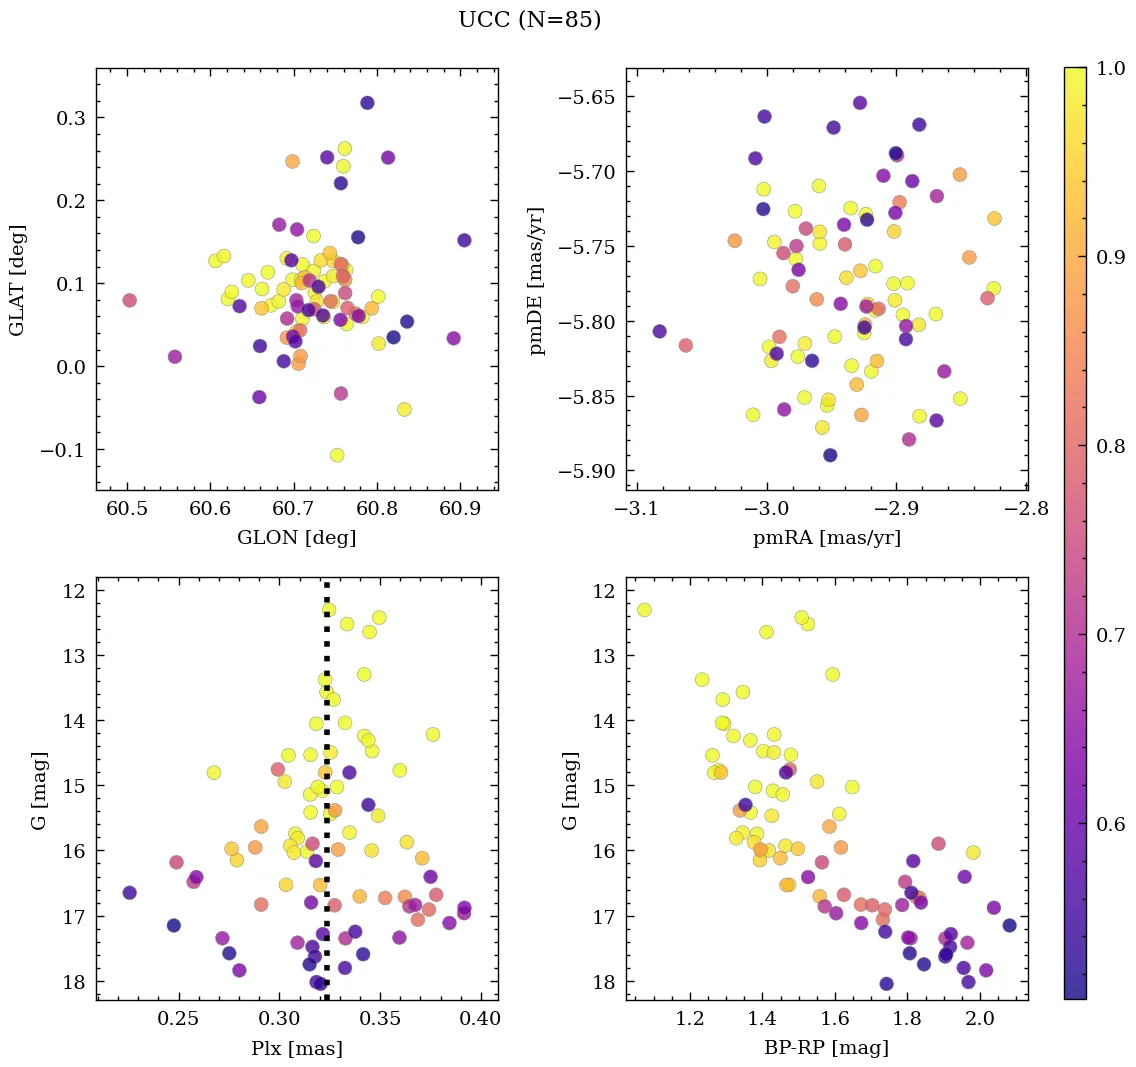 UCC (N=85)
0.3
0.2
0.1
0.0
−0.1
GLAT [deg]
60.5 60.6 60.7 60.8 60.9
GLON [deg]
−5.65
−5.70
−5.75
−5.80
−5.85
−5.90
pmDE [mas/yr]
−3.1 −3.0 −2.9 −2.8
pmRA [mas/yr]
1.0
0.9
0.8
0.7
0.6
12
13
14
15
16
17
18
G [mag]
0.25 0.30 0.35 0.40
Plx [mas]
12
13
14
15
16
17
18
G [mag]
1.2 1.4 1.6 1.8 2.0
BP-RP [mag]